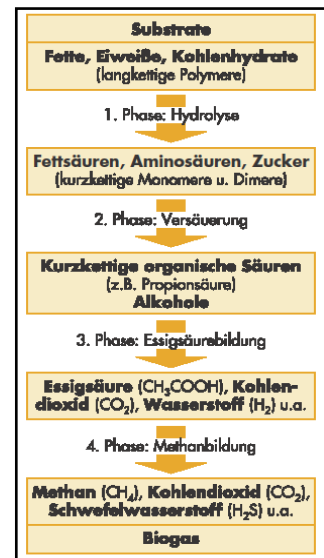 Substrate
Fette, Eiweiße, Kohlenhydrate
(langkettige Polymere)
1. Phase: Hydrolyse
Fettsäuren, Aminosäuren, Zucker
(kurzkettige Monomere u. Dimere)
2. Phase: Versäuerung
Kurzkettige organische Säuren
(z.B. Propionsäure)
Alkohole
3. Phase: Essigsäurebildung
Essigsäure (CH₃COOH), Kohlen-
dioxid (CO₂), Wasserstoff (H₂) u.a.
4. Phase: Methanbildung
Methan (CH₄), Kohlendioxid (CO₂),
Schwefelwasserstoff (H₂S) u.a.
Biogas